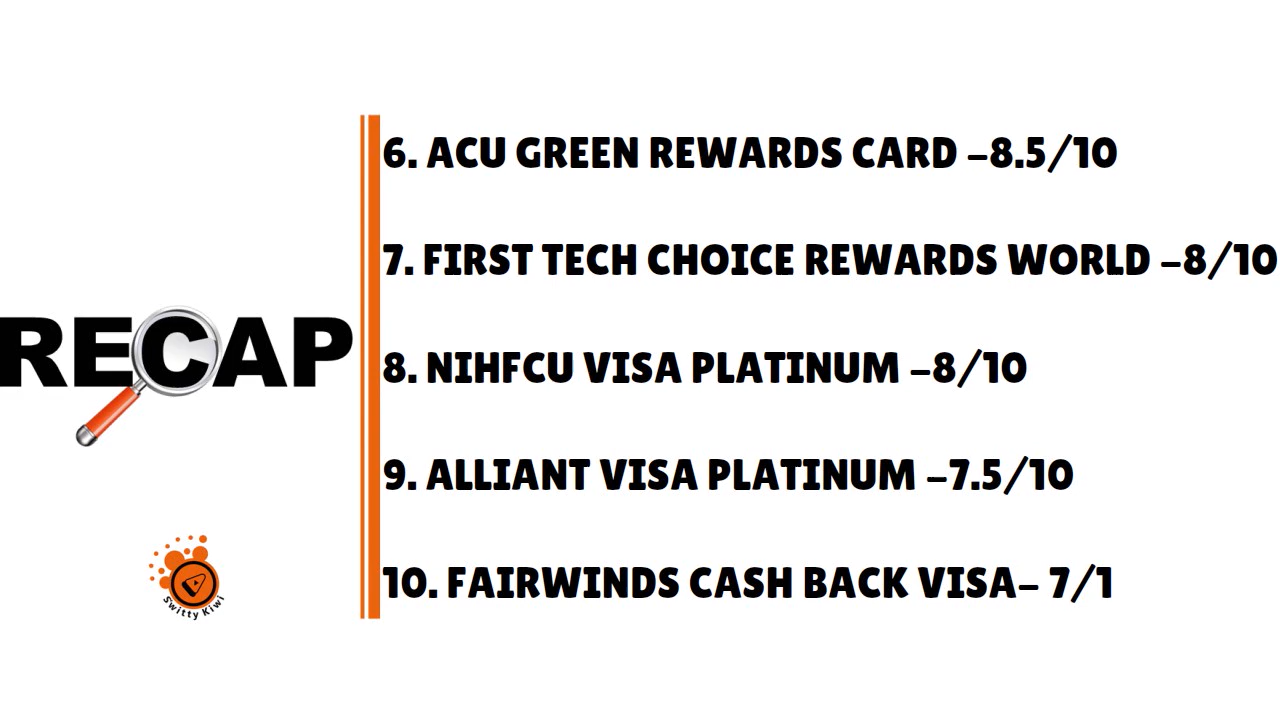 RECAP
Switty Kiwi
6. ACU GREEN REWARDS CARD –8.5/10
7. FIRST TECH CHOICE REWARDS WORLD –8/10
8. NIHFCU VISA PLATINUM –8/10
9. ALLIANT VISA PLATINUM –7.5/10
10. FAIRWINDS CASH BACK VISA– 7/1